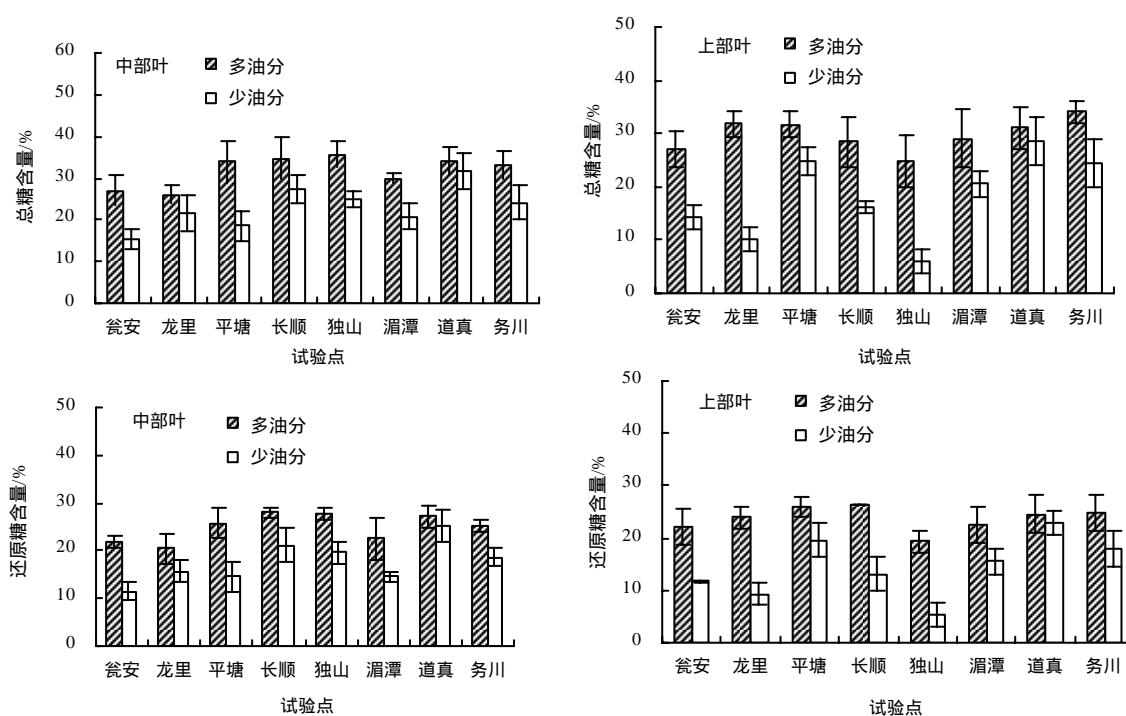 中部叶
多油分
少油分
总糖含量/%
60
50
40
30
20
10
0
瓮安 龙里 平塘 长顺 独山 湄潭 道真 务川
试验点
上部叶
多油分
少油分
总糖含量/%
50
40
30
20
10
0
瓮安 龙里 平塘 长顺 独山 湄潭 道真 务川
试验点
中部叶
多油分
少油分
还原糖含量/%
50
40
30
20
10
0
瓮安 龙里 平塘 长顺 独山 湄潭 道真 务川
试验点
上部叶
多油分
少油分
还原糖含量/%
50
40
30
20
10
0
瓮安 龙里 平塘 长顺 独山 湄潭 道真 务川
试验点